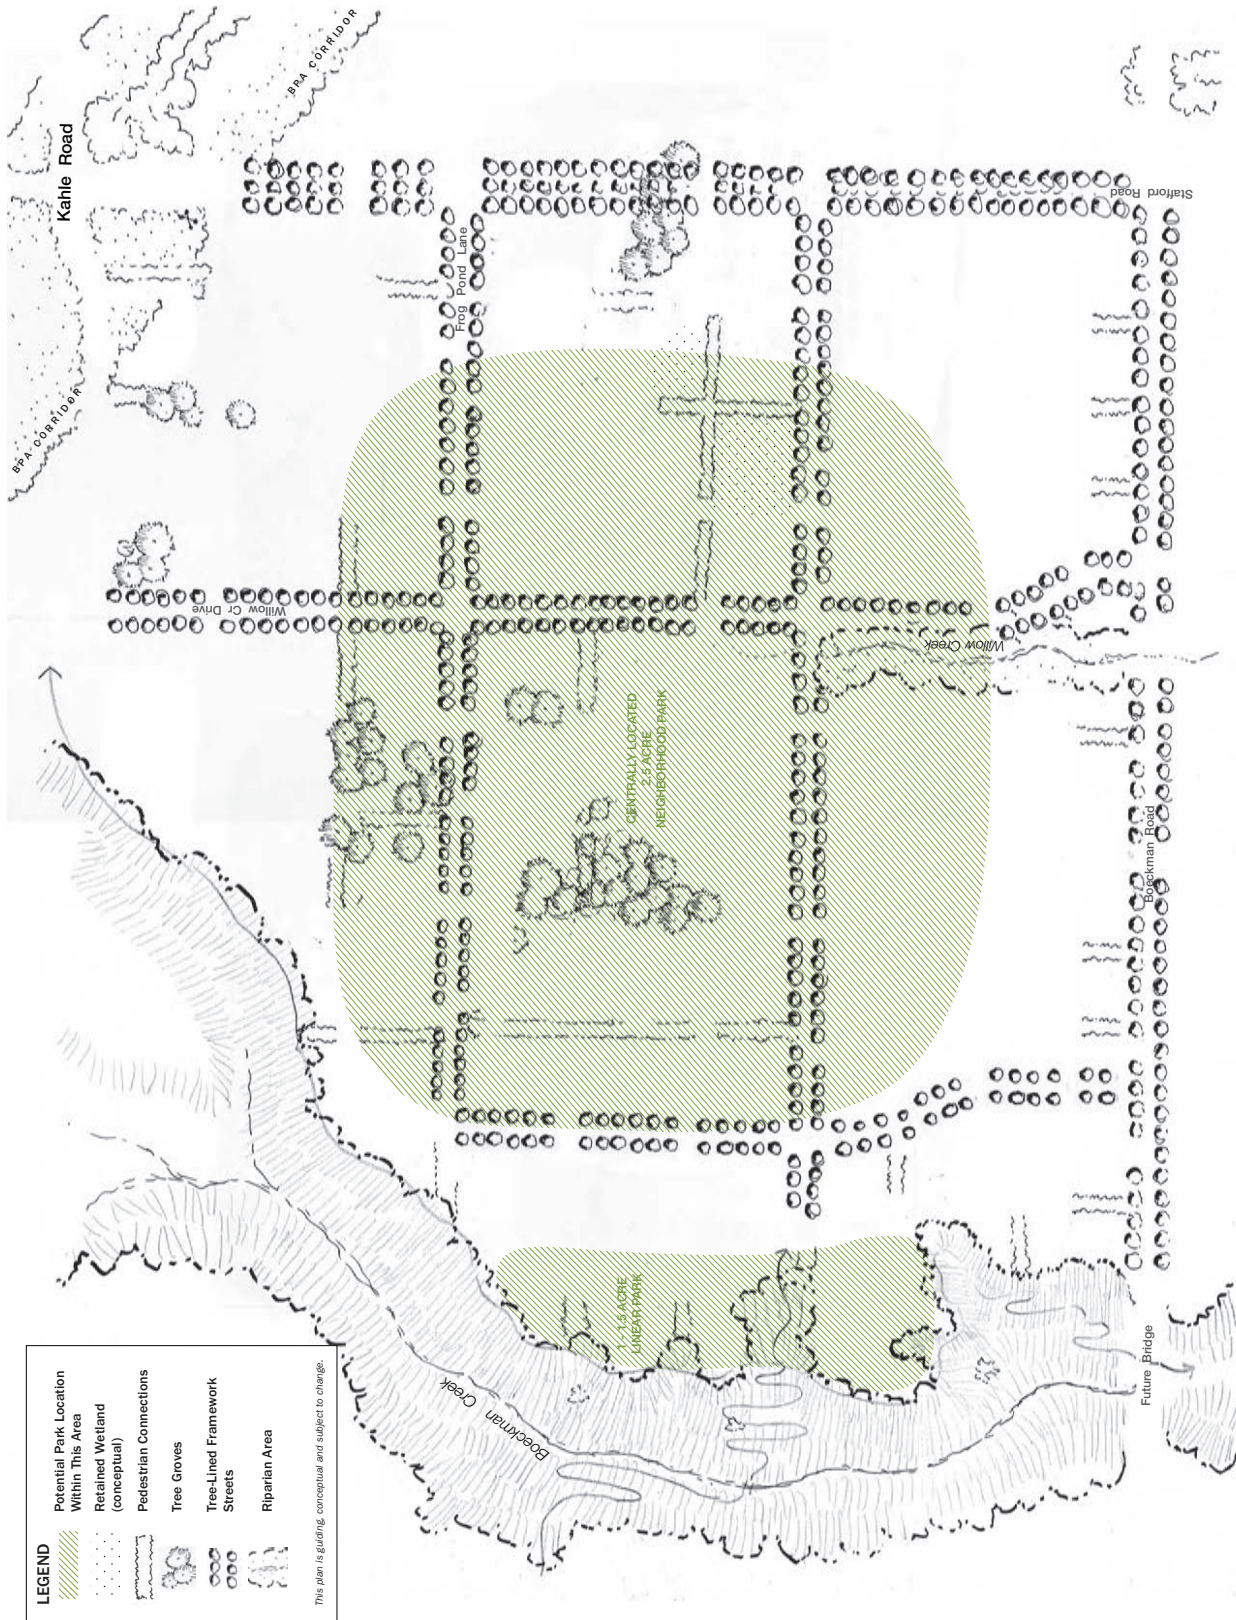 Kahle Road
BPA CORRIDOR
BPA CORRIDOR
Frog Pond Lane
Stafford Road
Willow Cr Drive
Willow Creek
CENTRALLY LOCATED
2.5 ACRE
NEIGHBORHOOD PARK
Boeckman Road
1 - 1.5 ACRE
LINEAR PARK
Boeckman Creek
Future Bridge
LEGEND
Potential Park Location
Within This Area
Retained Wetland
(conceptual)
Pedestrian Connections
Tree Groves
Tree-Lined Framework
Streets
Riparian Area
This plan is guiding, conceptual and subject to change.